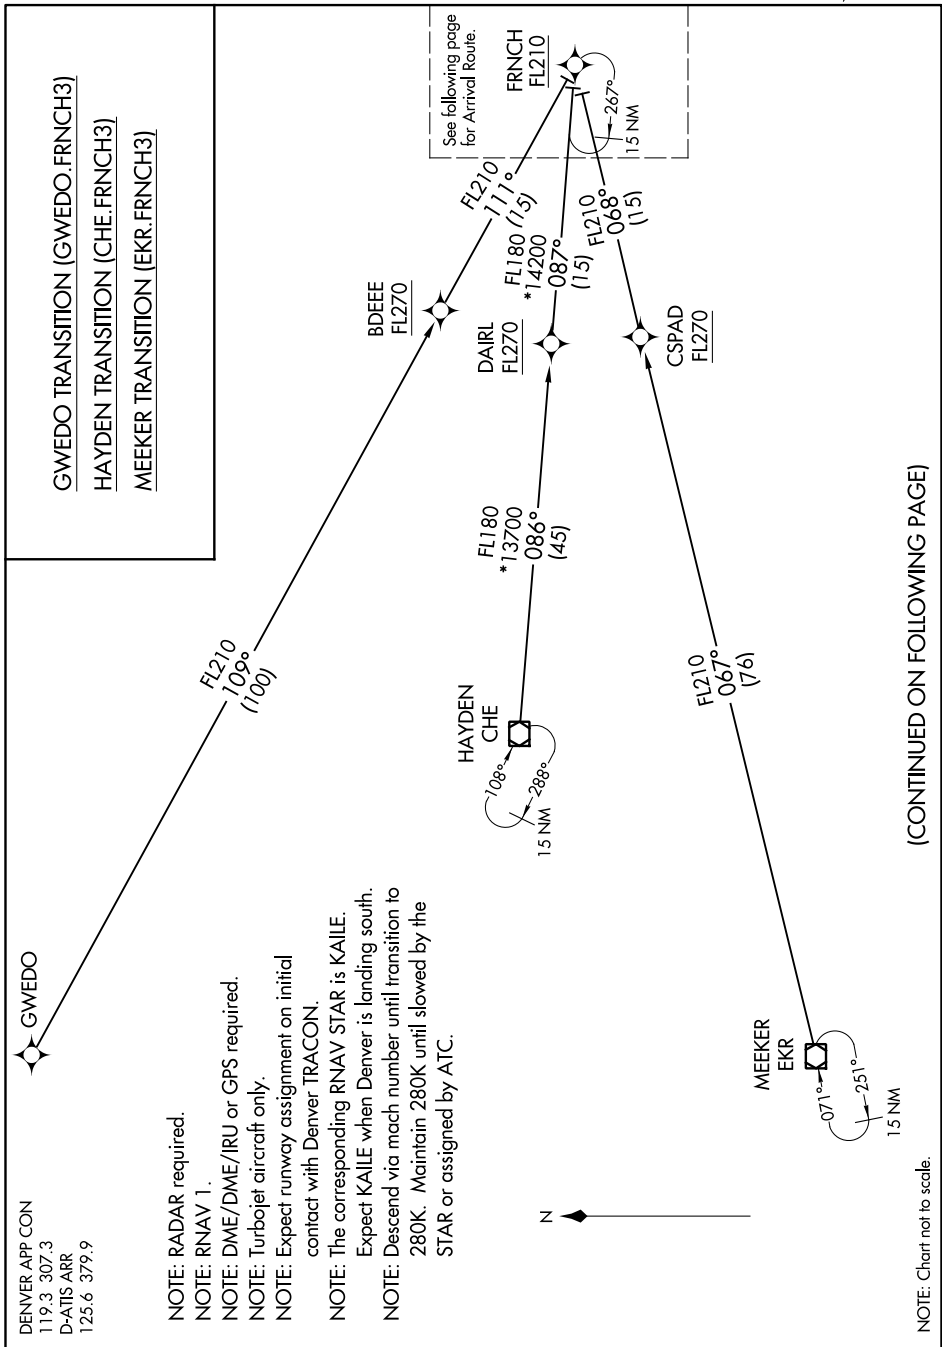 DENVER APP CON
119.3 307.3
D-ATIS ARR
125.6 379.9
GWEDO TRANSITION (GWEDO.FRNCH3)
HAYDEN TRANSITION (CHE.FRNCH3)
MEEKER TRANSITION (EKR.FRNCH3)
GWEDO
FL210
109°
(100)
BDEEE
FL270
FL210
111°
(15)
See following page
for Arrival Route.
FRNCH
FL210
267°
15 NM
NOTE: RADAR required.
NOTE: RNAV 1.
NOTE: DME/DME/IRU or GPS required.
NOTE: Turbojet aircraft only.
NOTE: Expect runway assignment on initial
contact with Denver TRACON.
NOTE: The corresponding RNAV STAR is KAILE.
Expect KAILE when Denver is landing south.
NOTE: Descend via mach number until transition to
280K. Maintain 280K until slowed by the
STAR or assigned by ATC.
HAYDEN
CHE
108°
288°
15 NM
FL180
*13700
086°
(45)
DAIRL
FL270
FL180
*14200
087°
(15)
FL210
068°
(15)
CSPAD
FL270
FL210
067°
(76)
MEEKER
EKR
071°
251°
15 NM
N
NOTE: Chart not to scale.
(CONTINUED ON FOLLOWING PAGE)